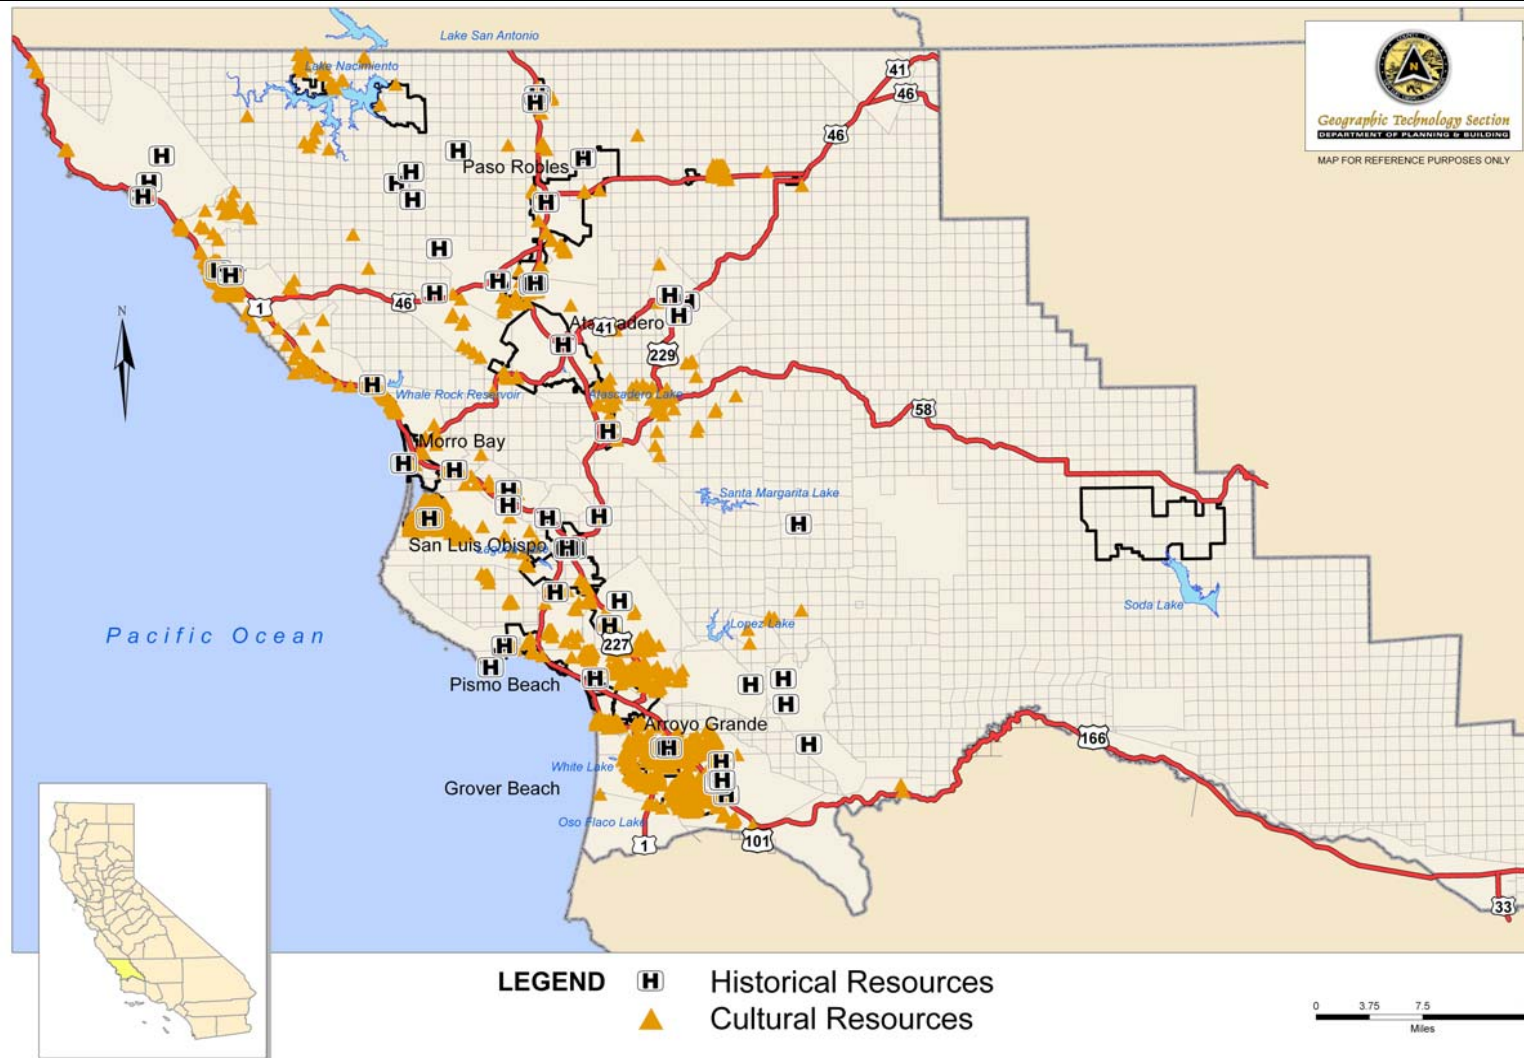 Lake San Antonio
Lake Nacimiento
41
46
46
N
Geographic Technology Section
DEPARTMENT OF PLANNING & BUILDING
MAP FOR REFERENCE PURPOSES ONLY
H
Paso Robles
N
1
46
Atascadero
41
229
Whale Rock Reservoir
Atascadero Lake
58
Morro Bay
Santa Margarita Lake
San Luis Obispo
Soda Lake
Lopez Lake
Pacific Ocean
227
Pismo Beach
Arroyo Grande
166
White Lake
Grover Beach
Oso Flaco Lake
1
101
33
LEGEND
H Historical Resources
Cultural Resources
0 3.75 7.5
Miles